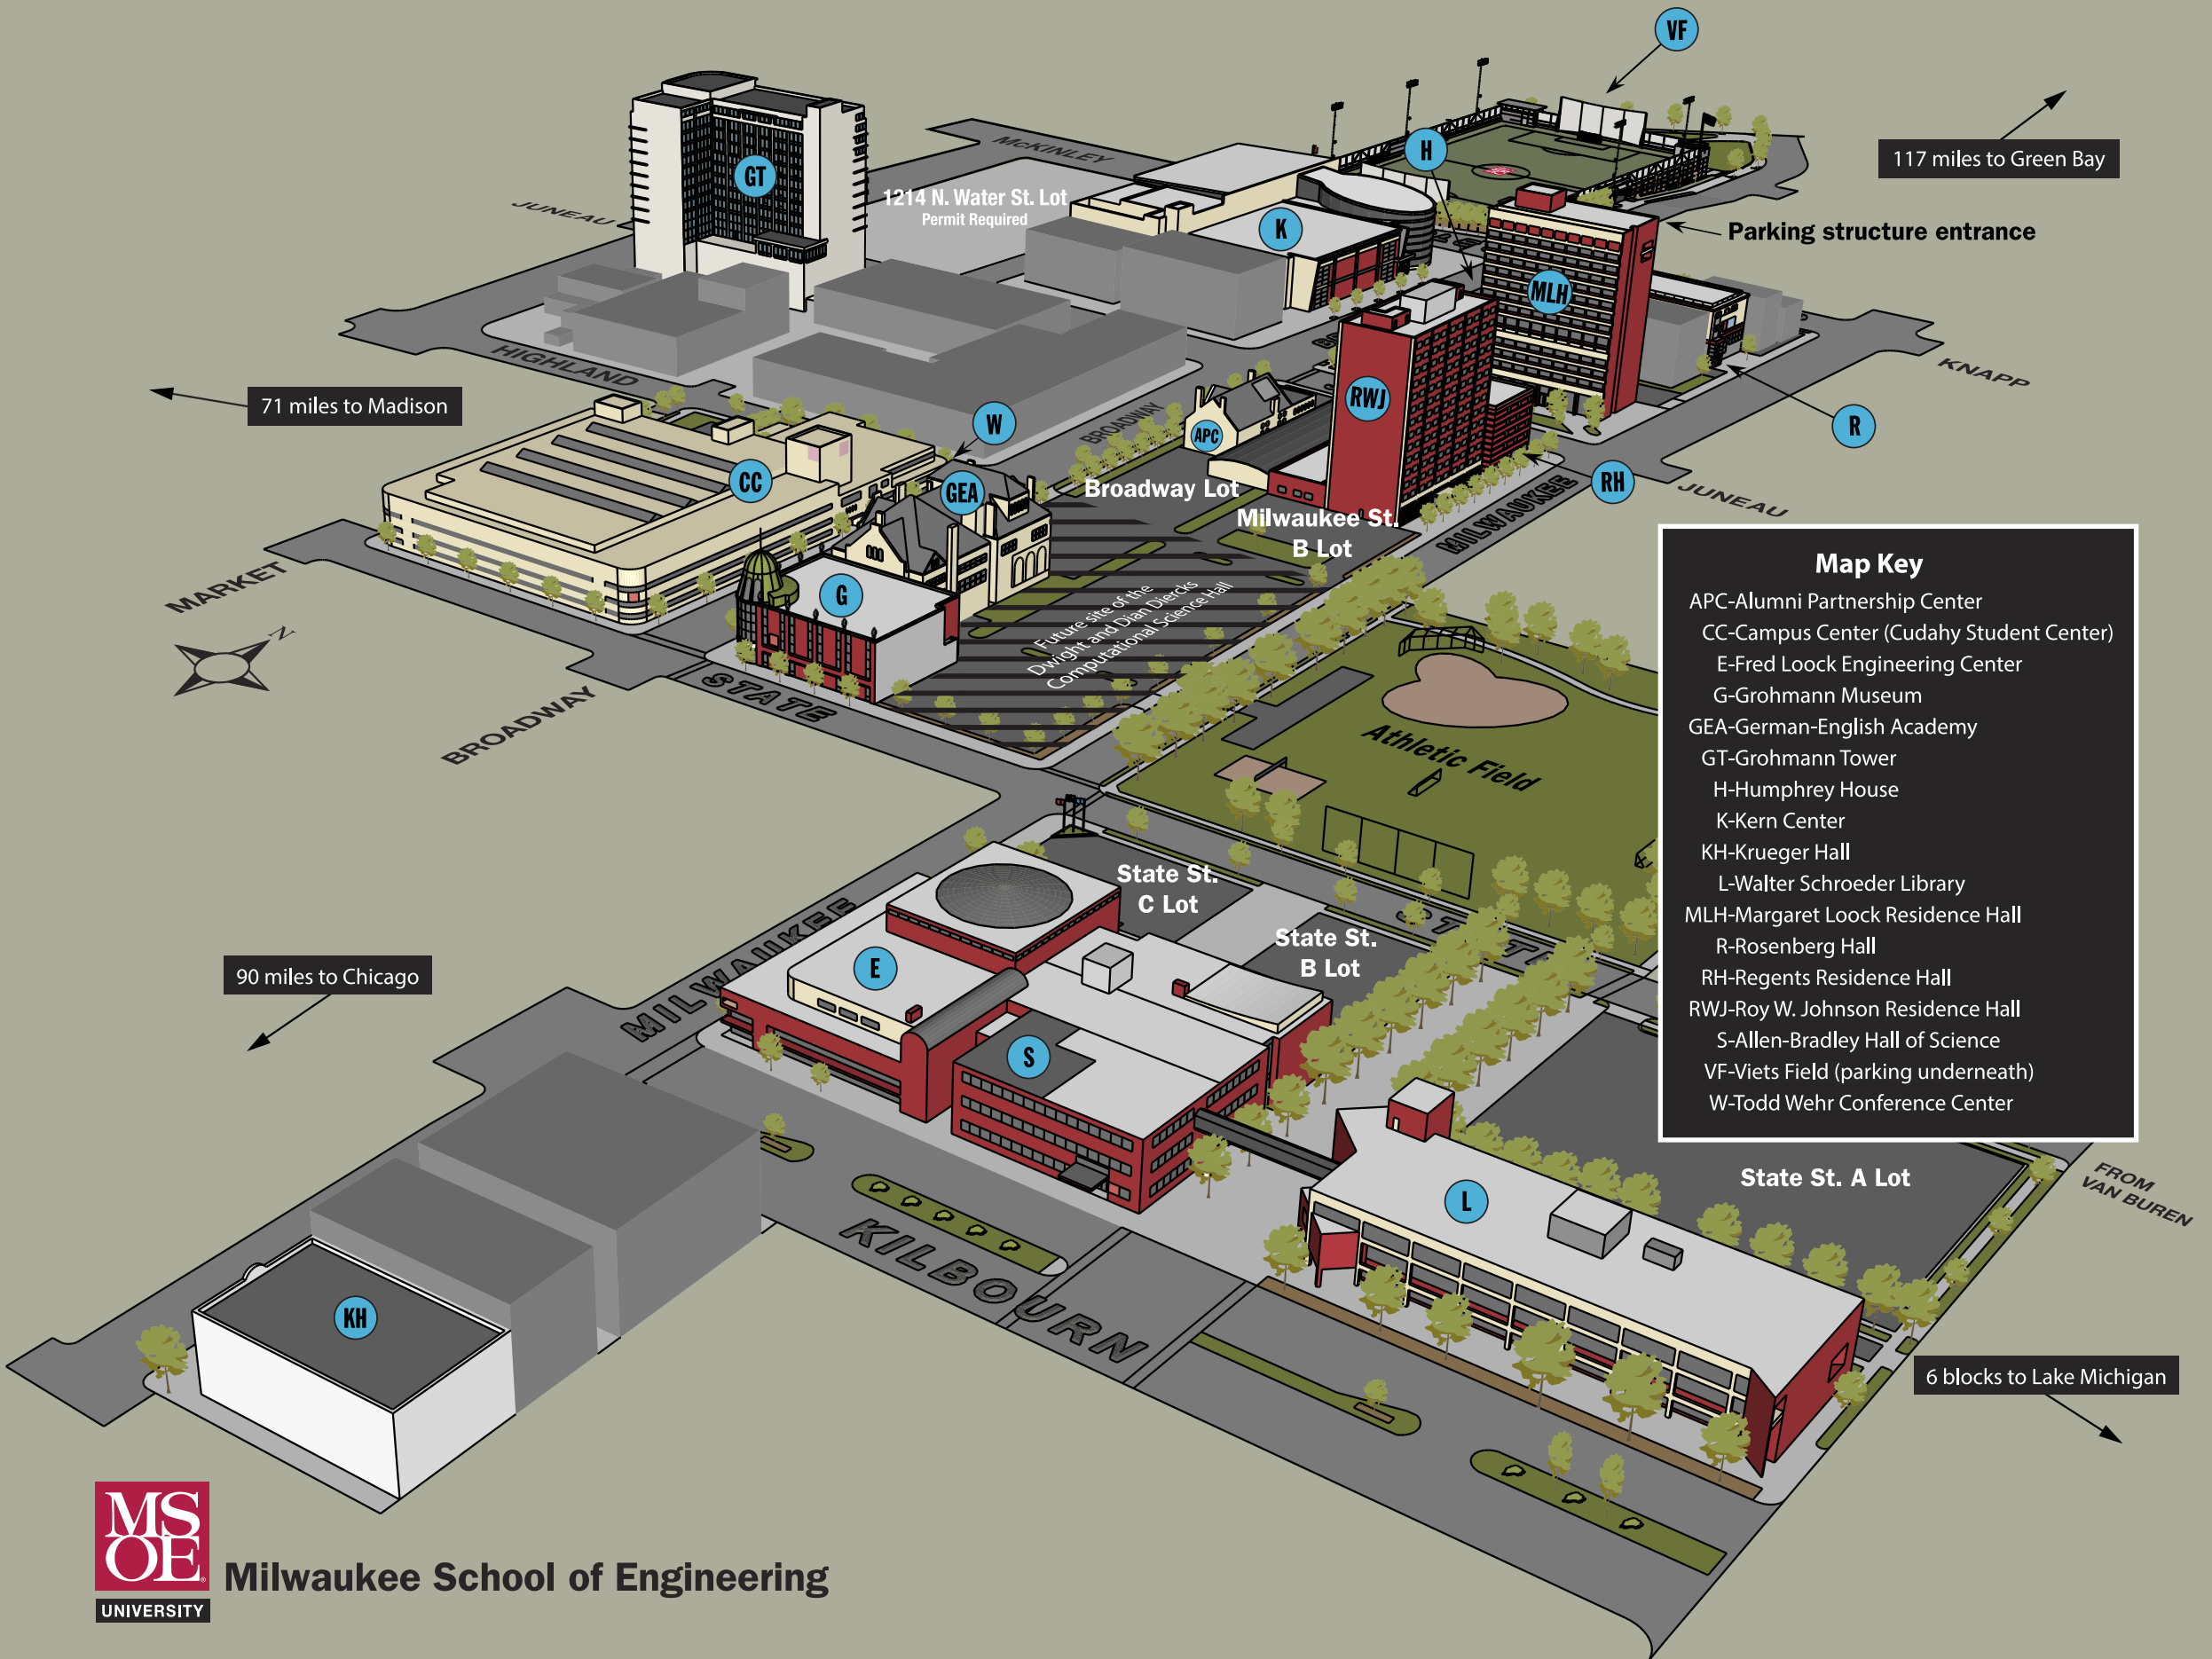 VF
117 miles to Green Bay
McKINLEY
H
GT
1214 N. Water St. Lot
Permit Required
JUNEAU
K
Parking structure entrance
MLH
HIGHLAND
KNAPP
71 miles to Madison
RWJ
W
BROADWAY
APC
R
CC
GEA
Broadway Lot
RH
JUNEAU
MILWAUKEE
Milwaukee St.
B Lot
MARKET
N
G
Future site of the
Dwight and Dian Diercks
Computational Science Hall
STATE
BROADWAY
Athletic Field
Map Key
APC-Alumni Partnership Center
CC-Campus Center (Cudahy Student Center)
E-Fred Loock Engineering Center
G-Grohmann Museum
GEA-German-English Academy
GT-Grohmann Tower
H-Humphrey House
K-Kern Center
KH-Krueger Hall
L-Walter Schroeder Library
MLH-Margaret Loock Residence Hall
R-Rosenberg Hall
RH-Regents Residence Hall
RWJ-Roy W. Johnson Residence Hall
S-Allen-Bradley Hall of Science
VF-Viets Field (parking underneath)
W-Todd Wehr Conference Center
State St.
C Lot
State St.
B Lot
MILWAUKEE
E
90 miles to Chicago
S
State St. A Lot
FROM
VAN BUREN
L
KILBOURN
KH
6 blocks to Lake Michigan
MS
OE
UNIVERSITY
Milwaukee School of Engineering